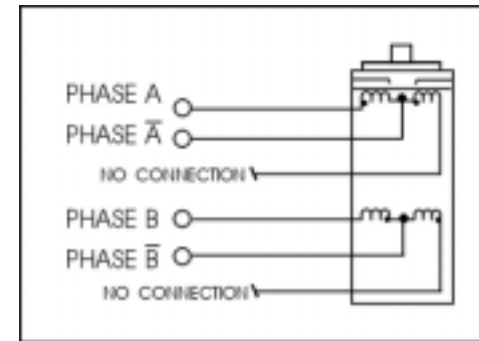 PHASE A
PHASE A̅
NO CONNECTION
PHASE B
PHASE B̅
NO CONNECTION